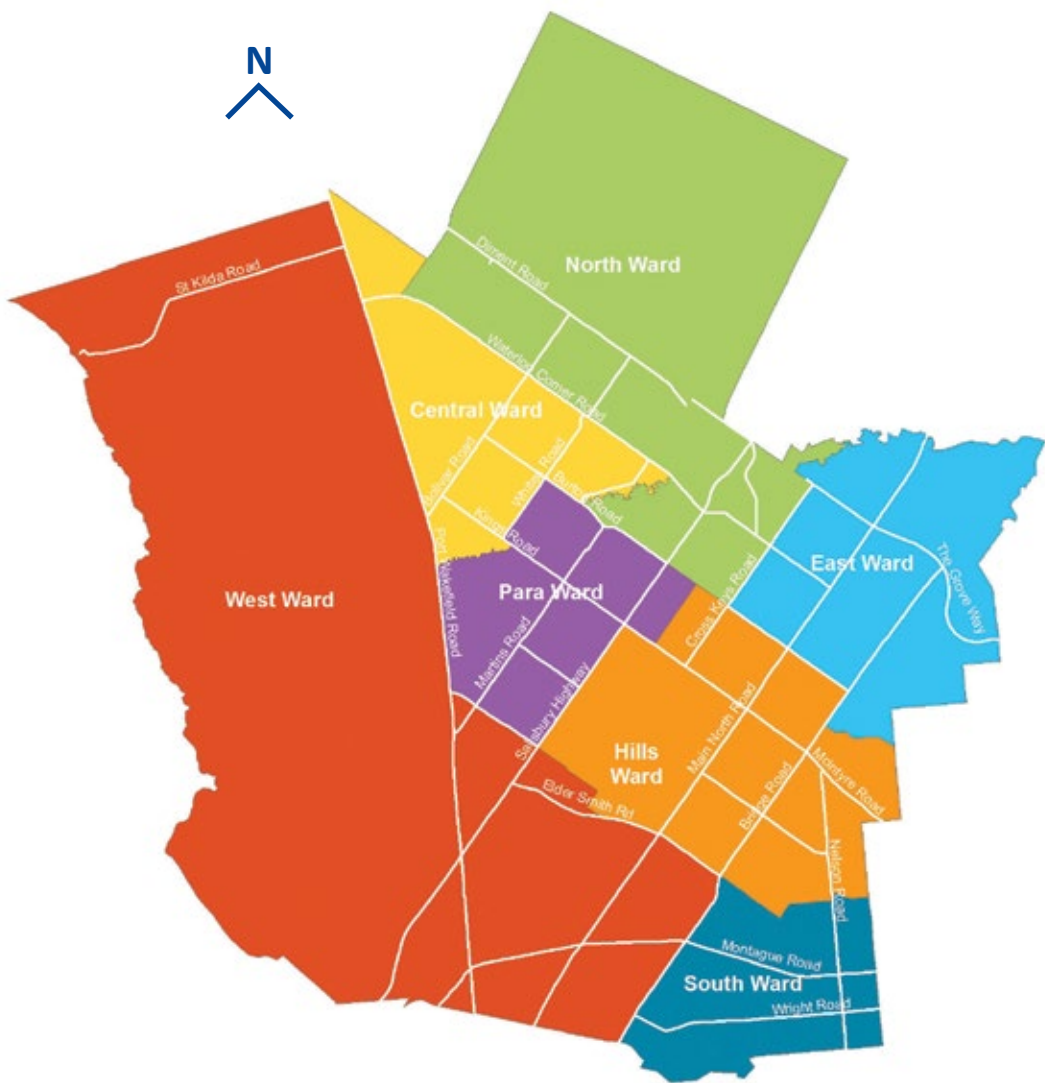 N
North Ward
Diment Road
St Kilda Road
Waterloo Corner Road
Central Ward
Bolivar Road
Whites Road
Burton Road
Kings Road
East Ward
The Grove Way
West Ward
Para Ward
Port Wakefield Road
Cross Keys Road
Martins Road
Salisbury Highway
Main North Road
Hills
Ward
McIntyre Road
Elder Smith Rd
Bridge Road
Nelson Road
Montague Road
South Ward
Wright Road